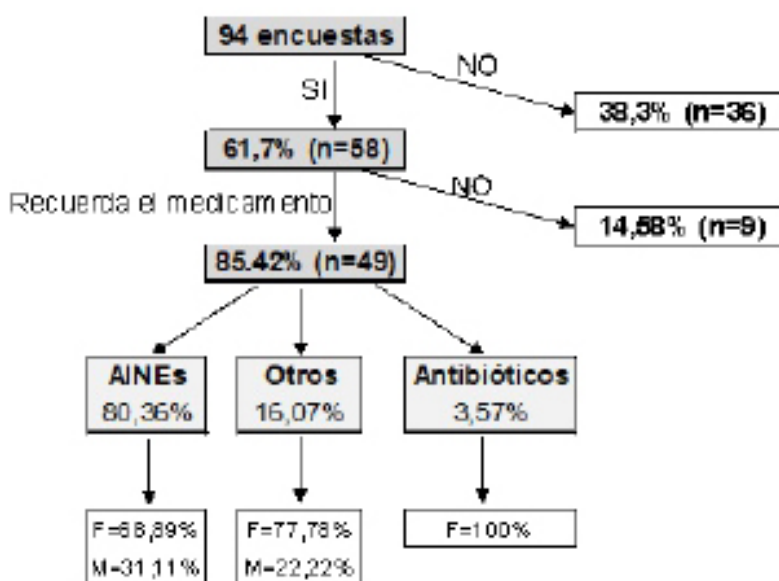 94 encuestas
NO
SI
38,3% (n=36)
61,7% (n=58)
NO
Recuerda el medicamento
14,58% (n=9)
85.42% (n=49)
AINEs
80,36%
Otros
16,07%
Antibióticos
3,57%
F=68,89%
M=31,11%
F=77,78%
M=22,22%
F=100%